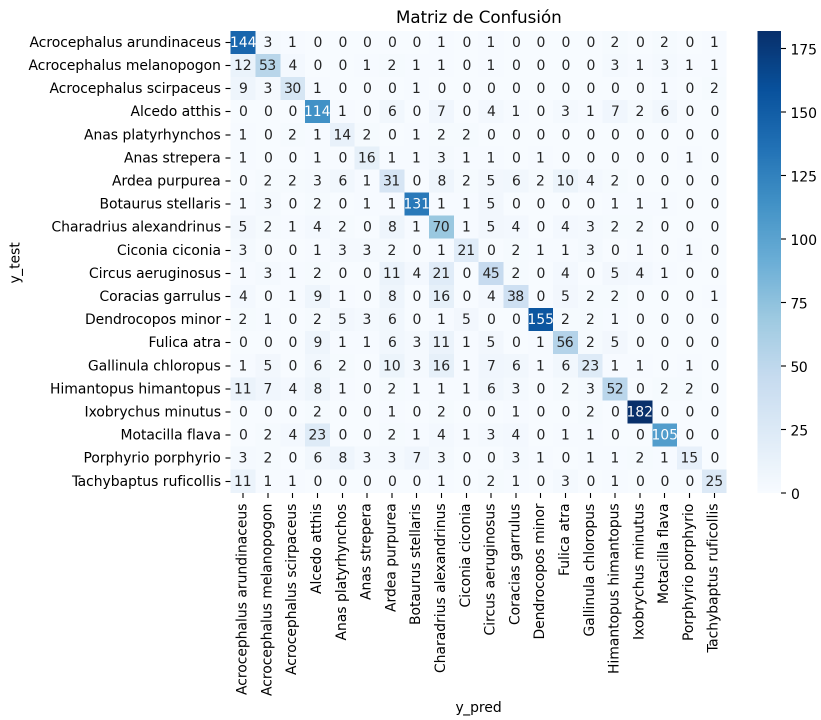 Matriz de Confusión
Acrocephalus arundinaceus 144 3 1 0 0 0 0 0 1 0 1 0 0 0 0 2 0 2 0 1
Acrocephalus melanopogon 12 53 4 0 0 1 2 1 1 0 1 0 0 0 0 3 1 3 1 1
Acrocephalus scirpaceus 9 3 30 1 0 0 0 1 0 0 0 0 0 0 0 0 0 1 0 2
Alcedo atthis 0 0 0 114 1 0 6 0 7 0 4 1 0 3 1 7 2 6 0 0
Anas platyrhynchos 1 0 2 1 14 2 0 1 2 2 0 0 0 0 0 0 0 0 0 0
Anas strepera 1 0 0 1 0 16 1 1 3 1 1 0 1 0 0 0 0 0 1 0
Ardea purpurea 0 2 2 3 6 1 31 0 8 2 5 6 2 10 4 2 0 0 0 0
Botaurus stellaris 1 3 0 2 0 1 1 131 1 1 5 0 0 0 0 1 1 1 0 0
Charadrius alexandrinus 5 2 1 4 2 0 8 1 70 1 5 4 0 4 3 2 2 0 0 0
Ciconia ciconia 3 0 0 1 3 3 2 0 1 21 0 2 1 1 3 0 1 0 1 0
Circus aeruginosus 1 3 1 2 0 0 11 4 21 0 45 2 0 4 0 5 4 1 0 0
Coracias garrulus 4 0 1 9 1 0 8 0 16 0 4 38 0 5 2 2 0 0 0 1
Dendrocopos minor 2 1 0 2 5 3 6 0 1 5 0 0 155 2 2 1 0 0 0 0
Fulica atra 0 0 0 9 1 1 6 3 11 1 5 0 1 56 2 5 0 0 0 0
Gallinula chloropus 1 5 0 6 2 0 10 3 16 1 7 6 1 6 23 1 1 0 1 0
Himantopus himantopus 11 7 4 8 1 0 2 1 1 1 6 3 0 2 3 52 0 2 2 0
Ixobrychus minutus 0 0 0 2 0 0 1 0 2 0 0 1 0 0 2 0 182 0 0 0
Motacilla flava 0 2 4 23 0 0 2 1 4 1 3 4 0 1 1 0 0 105 0 0
Porphyrio porphyrio 3 2 0 6 8 3 3 7 3 0 0 3 1 0 1 1 2 1 15 0
Tachybaptus ruficollis 11 1 1 0 0 0 0 0 1 0 2 1 0 3 0 1 0 0 0 25
y_test
Acrocephalus arundinaceus
Acrocephalus melanopogon
Acrocephalus scirpaceus
Alcedo atthis
Anas platyrhynchos
Anas strepera
Ardea purpurea
Botaurus stellaris
Charadrius alexandrinus
Ciconia ciconia
Circus aeruginosus
Coracias garrulus
Dendrocopos minor
Fulica atra
Gallinula chloropus
Himantopus himantopus
Ixobrychus minutus
Motacilla flava
Porphyrio porphyrio
Tachybaptus ruficollis
y_pred
175
150
125
100
75
50
25
0